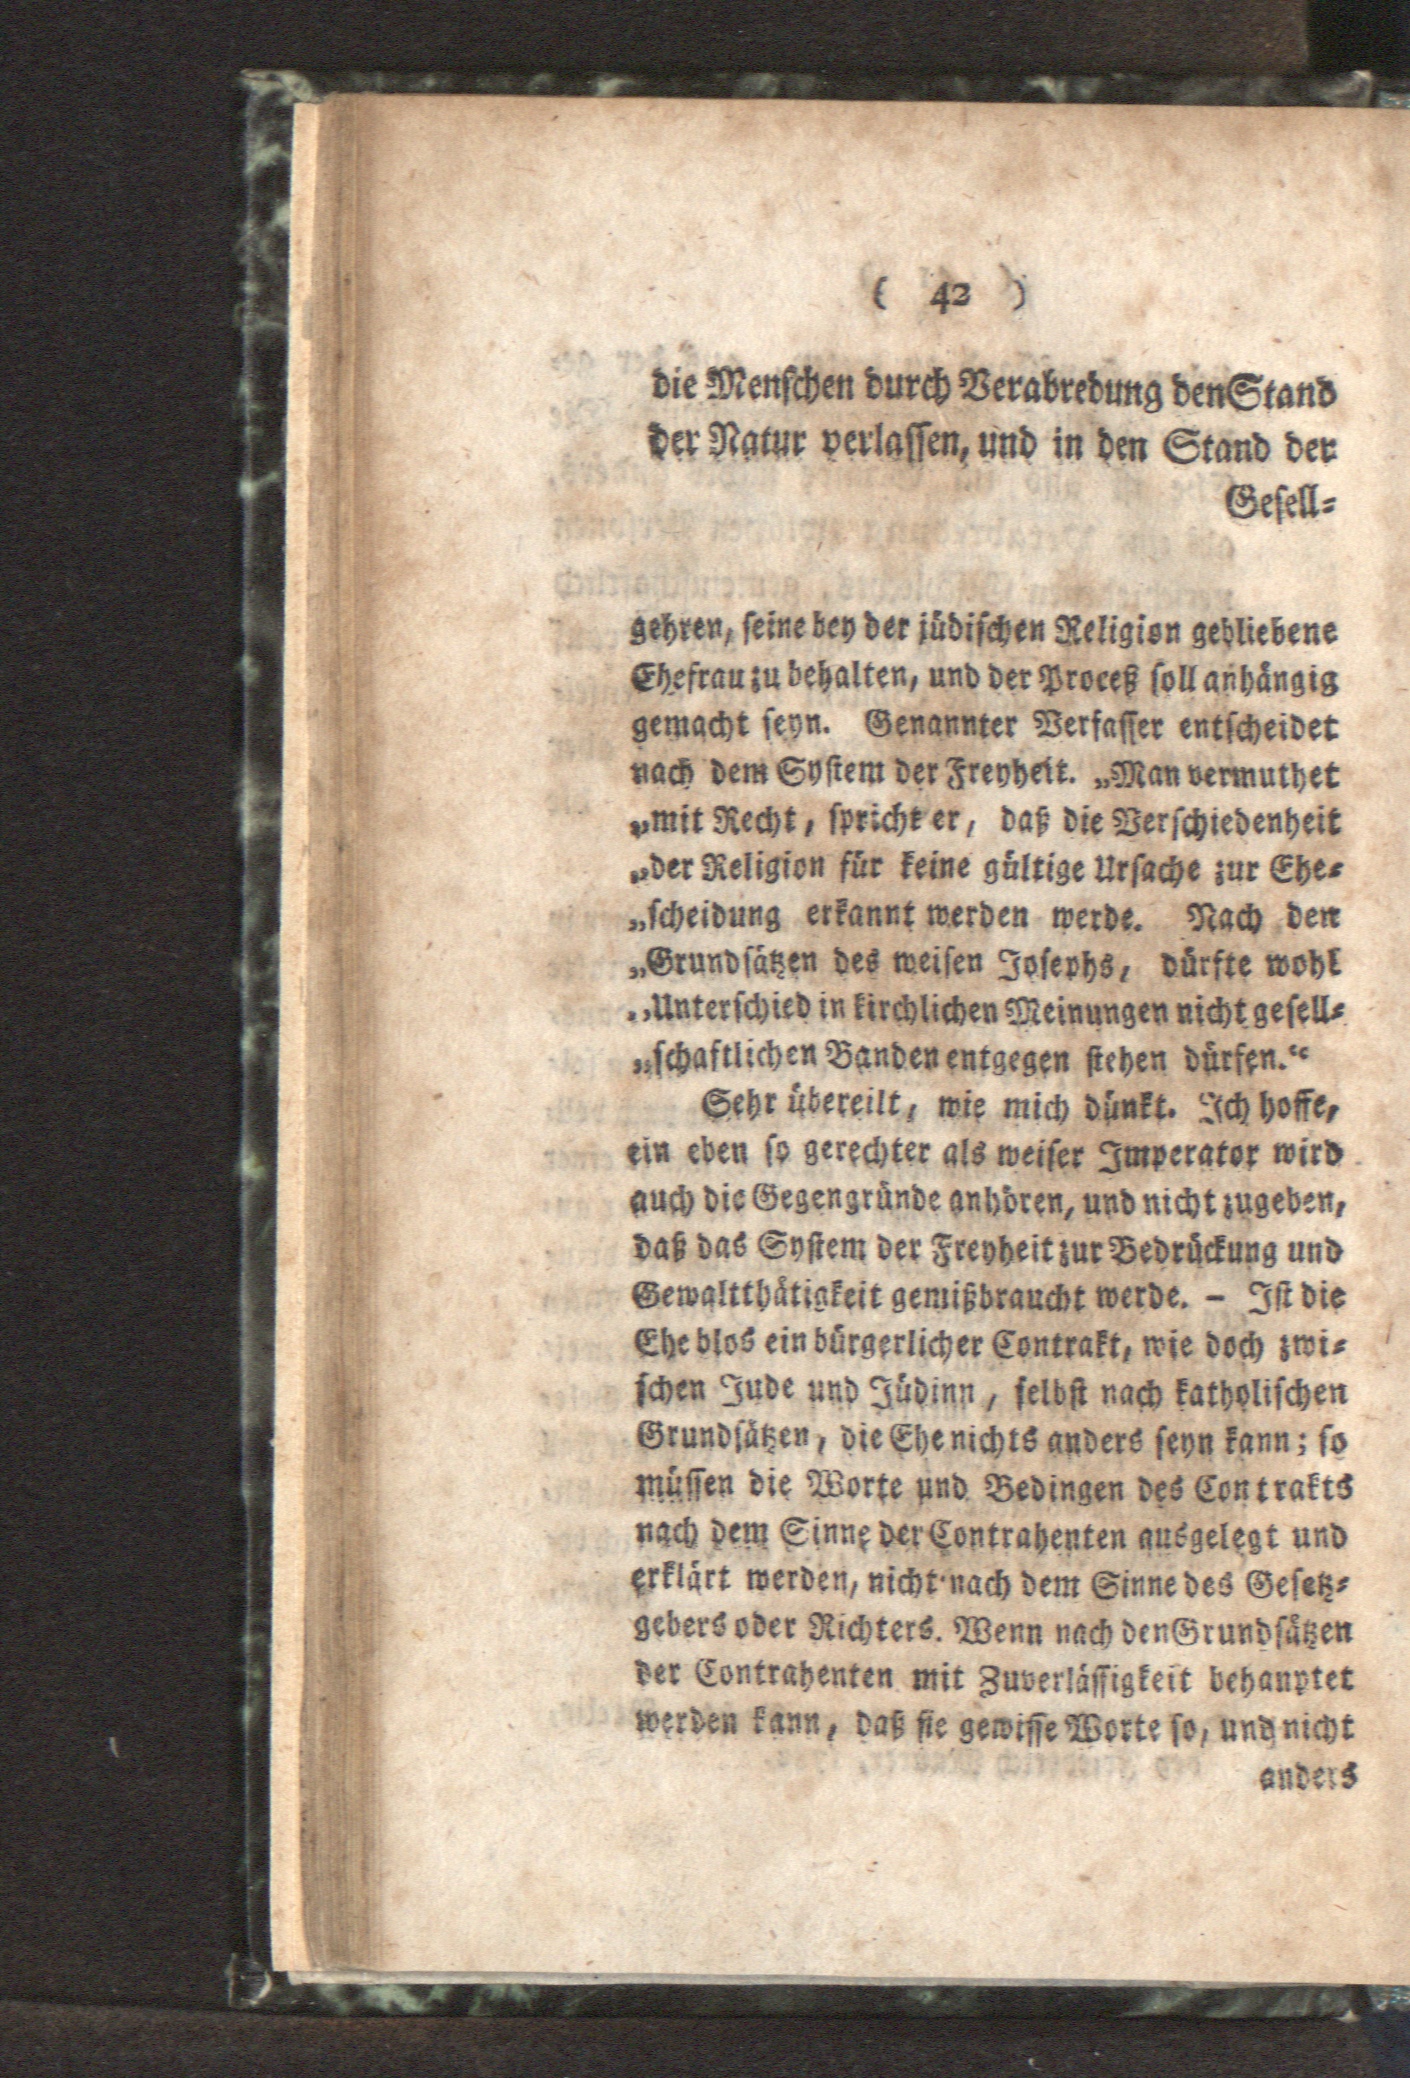 ( 42 )
die Menschen durch Verabredung den Stand
der Natur verlassen, und in den Stand der
Gesell-
gehren, seine bey der jüdischen Religion gebliebene
Ehefrau zu behalten, und der Proceß soll anhängig
gemacht seyn. Genannter Verfasser entscheidet
nach dem System der Freyheit. „Man vermuthet
„mit Recht, spricht er, daß die Verschiedenheit
„der Religion für keine gültige Ursache zur Ehe-
„scheidung erkannt werden werde. Nach den
„Grundsätzen des weisen Josephs, dürfte wohl
„Unterschied in kirchlichen Meinungen nicht gesell-
„schaftlichen Banden entgegen stehen dürfen.“
Sehr übereilt, wie mich dünkt. Ich hoffe,
ein eben so gerechter als weiser Imperator wird
auch die Gegengründe anhören, und nicht zugeben,
daß das System der Freyheit zur Bedrückung und
Gewaltthätigkeit gemißbraucht werde. – Ist die
Ehe blos ein bürgerlicher Contrakt, wie doch zwi-
schen Jude und Jüdinn, selbst nach katholischen
Grundsätzen, die Ehe nichts anders seyn kann; so
müssen die Worte und Bedingen des Contrakts
nach dem Sinne der Contrahenten ausgelegt und
erklärt werden, nicht nach dem Sinne des Gesetz-
gebers oder Richters. Wenn nach den Grundsätzen
der Contrahenten mit Zuverlässigkeit behauptet
werden kann, daß sie gewisse Worte so, und nicht
anders